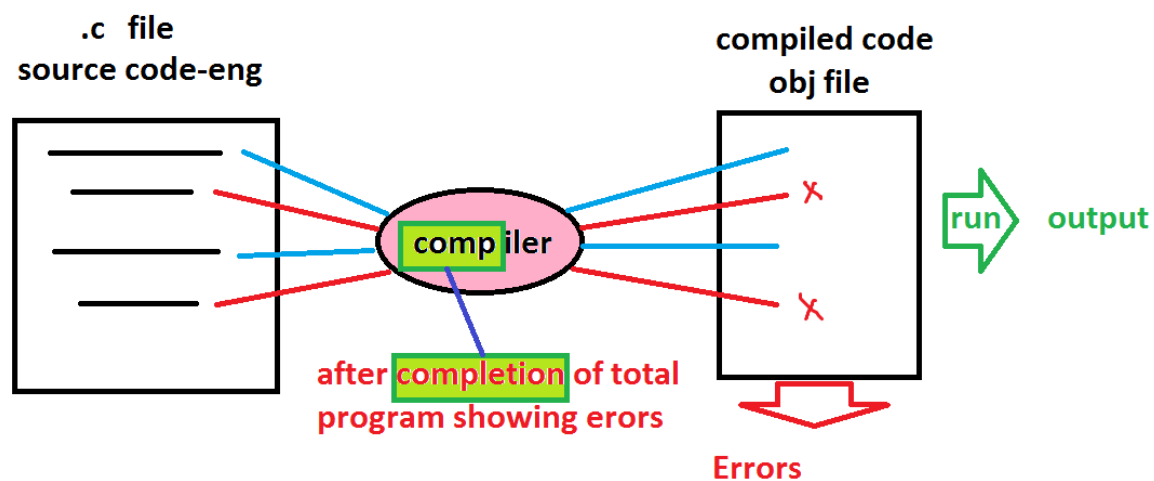 .c file
source code-eng
compiled code
obj file
x
compiler
run
output
x
after completion of total
program showing erors
Errors